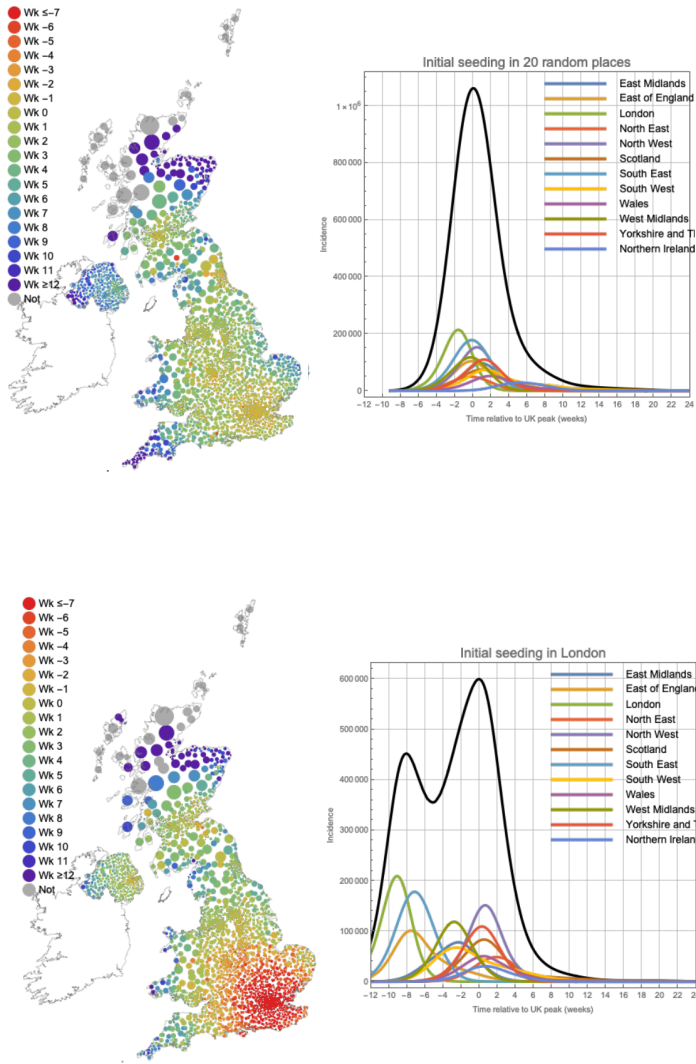 Wk ≤-7
Wk -6
Wk -5
Wk -4
Wk -3
Wk -2
Wk -1
Wk 0
Wk 1
Wk 2
Wk 3
Wk 4
Wk 5
Wk 6
Wk 7
Wk 8
Wk 9
Wk 10
Wk 11
Wk ≥12
Not
Initial seeding in 20 random places
East Midlands
East of England
London
North East
North West
Scotland
South East
South West
Wales
West Midlands
Yorkshire and T
Northern Ireland
1 × 10⁶
800 000
600 000
400 000
200 000
0
Incidence
-12 -10 -8 -6 -4 -2 0 2 4 6 8 10 12 14 16 18 20 22 24
Time relative to UK peak (weeks)
Wk ≤-7
Wk -6
Wk -5
Wk -4
Wk -3
Wk -2
Wk -1
Wk 0
Wk 1
Wk 2
Wk 3
Wk 4
Wk 5
Wk 6
Wk 7
Wk 8
Wk 9
Wk 10
Wk 11
Wk ≥12
Not
Initial seeding in London
East Midlands
East of England
London
North East
North West
Scotland
South East
South West
Wales
West Midlands
Yorkshire and T
Northern Irelan
600 000
500 000
400 000
300 000
200 000
100 000
0
Incidence
-12 -10 -8 -6 -4 -2 0 2 4 6 8 10 12 14 16 18 20 22 24
Time relative to UK peak (weeks)